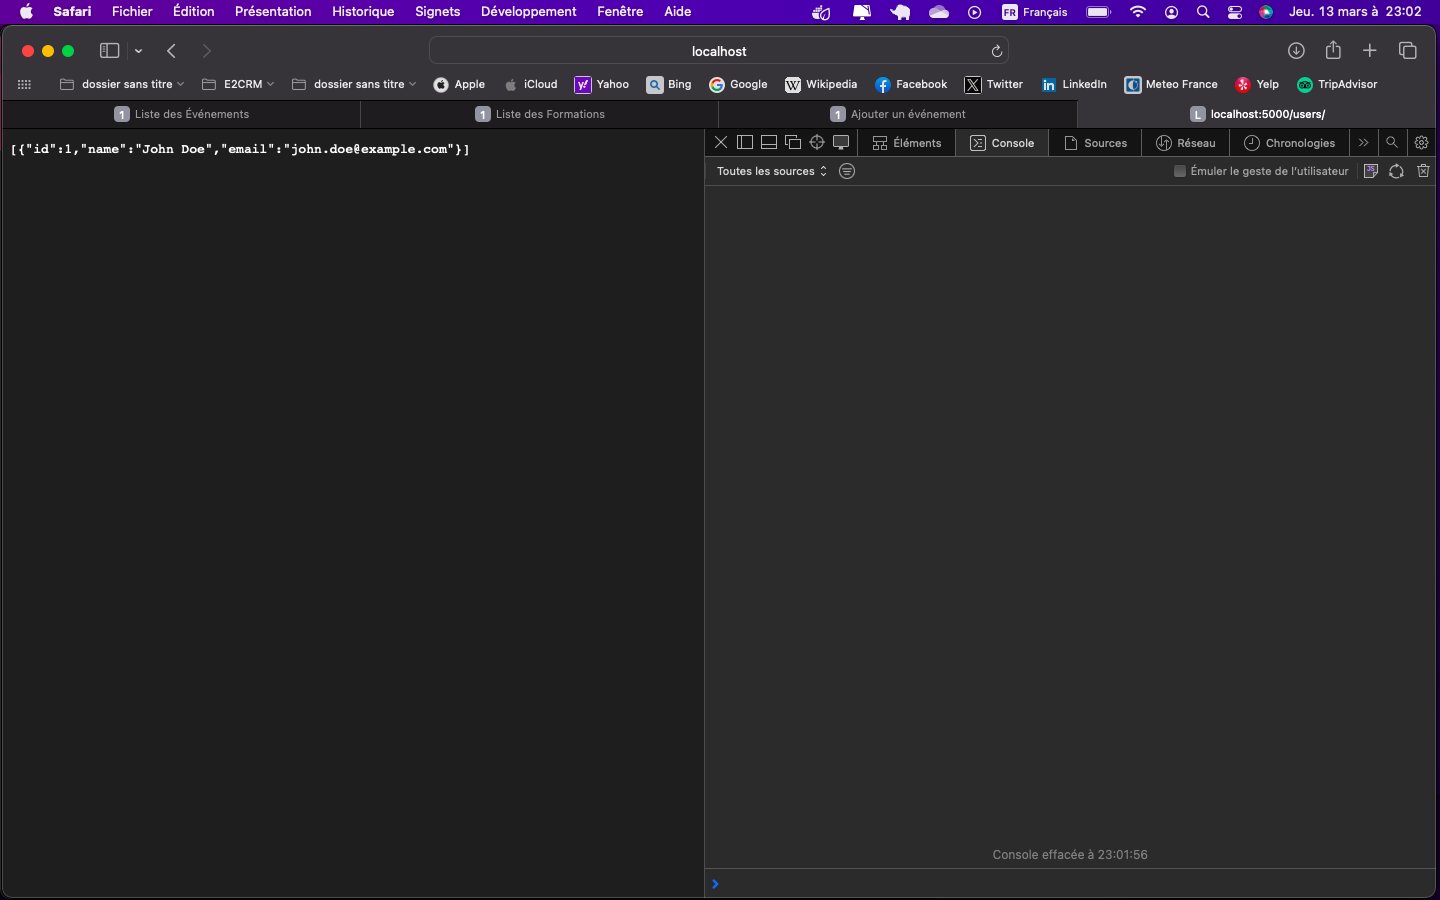 Safari Fichier Édition Présentation Historique Signets Développement Fenêtre Aide FR Français Jeu. 13 mars à 23:02
localhost
dossier sans titre E2CRM dossier sans titre Apple iCloud Yahoo Bing Google Wikipedia Facebook Twitter LinkedIn Meteo France Yelp TripAdvisor
1 Liste des Événements 1 Liste des Formations 1 Ajouter un événement L localhost:5000/users/
[{"id":1,"name":"John Doe","email":"john.doe@example.com"}]
Éléments Console Sources Réseau Chronologies
Toutes les sources Émuler le geste de l’utilisateur
Console effacée à 23:01:56